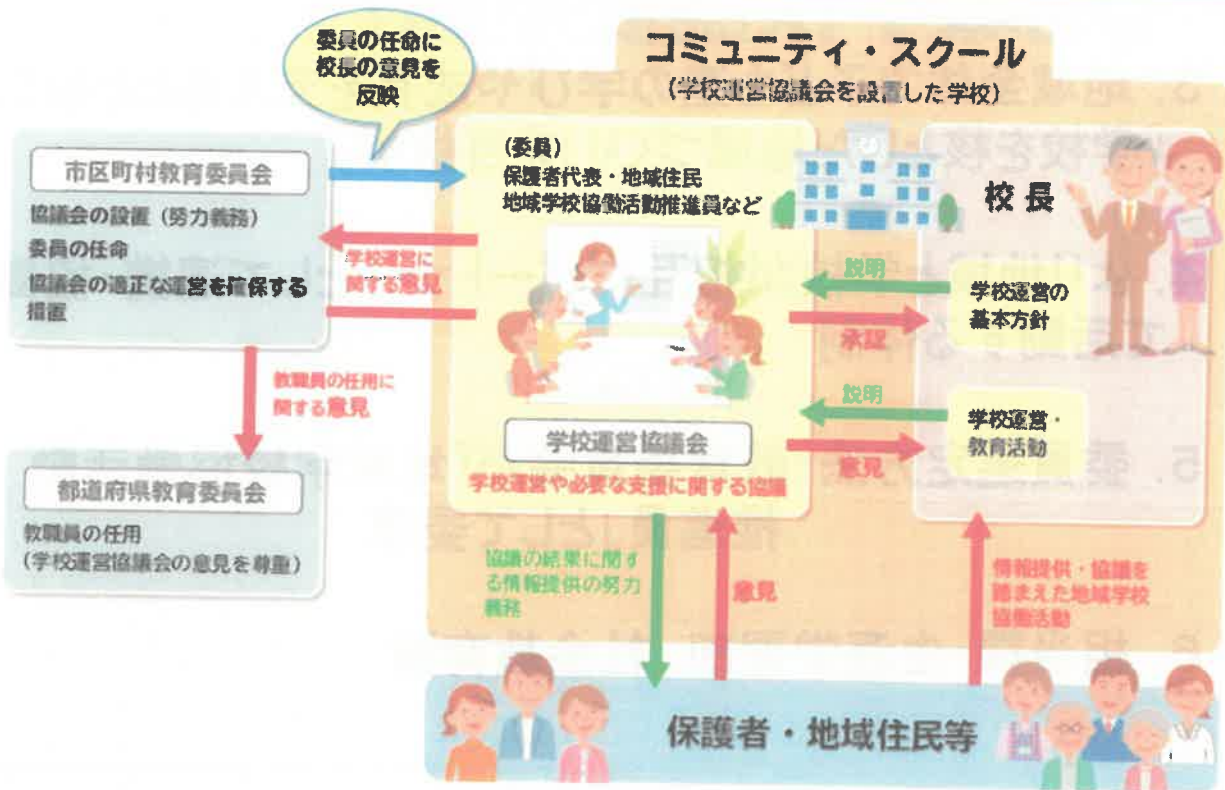 委員の任命に
校長の意見を
反映
コミュニティ・スクール
(学校運営協議会を設置した学校)
市区町村教育委員会
協議会の設置(努力義務)
委員の任命
協議会の適正な運営を確保する
措置
(委員)
保護者代表・地域住民
地域学校協働活動推進員など
校長
学校運営に
関する意見
説明
承認
学校運営の
基本方針
説明
意見
学校運営・
教育活動
学校運営協議会
学校運営や必要な支援に関する協議
教職員の任用に
関する意見
都道府県教育委員会
教職員の任用
(学校運営協議会の意見を尊重)
協議の結果に関す
る情報提供の努力
義務
意見
情報提供・協議を
踏まえた地域学校
協働活動
保護者・地域住民等